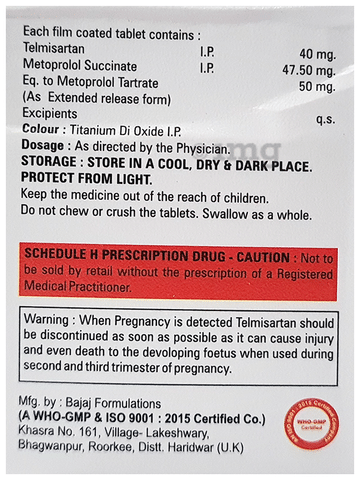 Each film coated tablet contains :
Telmisartan I.P. 40 mg.
Metoprolol Succinate I.P. 47.50 mg.
Eq. to Metoprolol Tartrate 50 mg.
(As Extended release form)
Excipients q.s.
Colour : Titanium Di Oxide I.P.
Dosage : As directed by the Physician.
STORAGE : STORE IN A COOL, DRY & DARK PLACE.
PROTECT FROM LIGHT.
Keep the medicine out of the reach of children.
Do not chew or crush the tablets. Swallow as a whole.
SCHEDULE H PRESCRIPTION DRUG - CAUTION : Not to
be sold by retail without the prescription of a Registered
Medical Practitioner.
Warning : When Pregnancy is detected Telmisartan should
be discontinued as soon as possible as it can cause injury
and even death to the devoloping foetus when used during
second and third trimester of pregnancy.
Mfg. by : Bajaj Formulations
(A WHO-GMP & ISO 9001 : 2015 Certified Co.)
Khasra No. 161, Village- Lakeshwary,
Bhagwanpur, Roorkee, Distt. Haridwar (U.K)
AN ISO 9001 : 2015 Certified Company
WHO-GMP
Certified